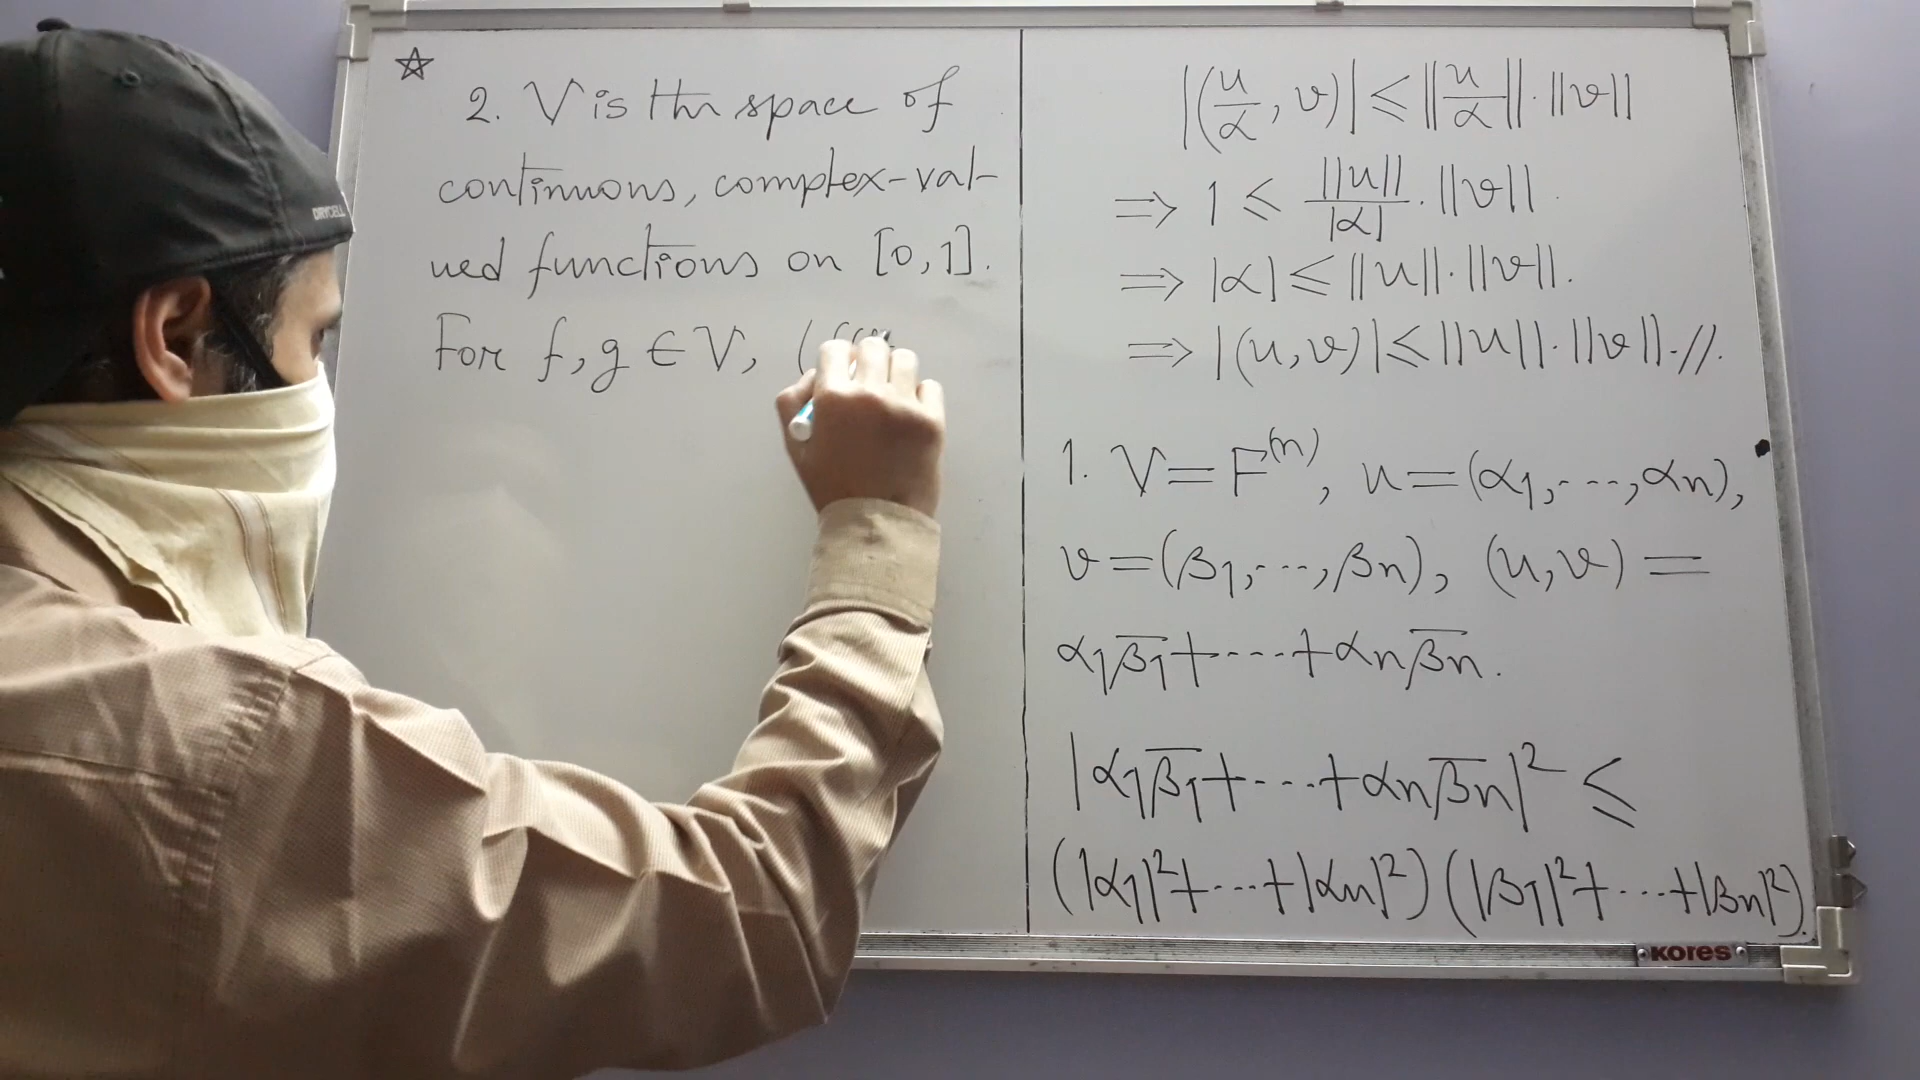 ☆
2. V is the space of
continuous, complex-val-
ued functions on [0,1].
For f, g ∈ V, (
|(u/α, v)| ≤ ||u/α||·||v||
⇒ 1 ≤ ||u||/|α|·||v||.
⇒ |α| ≤ ||u||·||v||.
⇒ |(u,v)| ≤ ||u||·||v||.//.
1. V = F⁽ⁿ⁾, u = (α1,----,αn),
v = (β1,----,βn), (u,v) =
α1β̅1̅+----+αnβ̅n̅.
|α1β̅1̅+----+αnβ̅n̅|² ≤
(|α1|²+----+|αn|²)(|β1|²+----+|βn|²).
KORES
DRYCELL